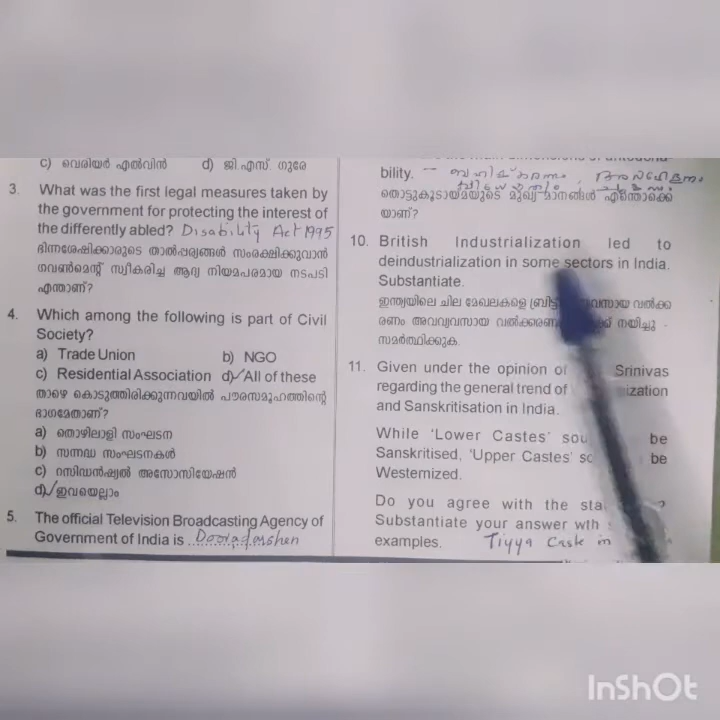 c) വെരിയർ എൽവിൻ d) ജി.എസ്. ഗുരേ
3. What was the first legal measures taken by
the government for protecting the interest of
the differently abled? Disability Act 1995
ഭിന്നശേഷിക്കാരുടെ താൽപ്പര്യങ്ങൾ സംരക്ഷിക്കുവാൻ
ഗവൺമെന്റ് സ്വീകരിച്ച ആദ്യ നിയമപരമായ നടപടി
എന്താണ്?
4. Which among the following is part of Civil
Society?
a) Trade Union b) NGO
c) Residential Association d) All of these
താഴെ കൊടുത്തിരിക്കുന്നവയിൽ പൗരസമൂഹത്തിന്റെ
ഭാഗമേതാണ്?
a) തൊഴിലാളി സംഘടന
b) സന്നദ്ധ സംഘടനകൾ
c) റസിഡൻഷ്യൽ അസോസിയേഷൻ
d) ഇവയെല്ലാം
5. The official Television Broadcasting Agency of
Government of India is Dooradarshen
bility.
തൊട്ടുകൂടായ്മയുടെ മുഖ്യ മാനങ്ങൾ എന്തൊക്കെ
യാണ്?
10. British Industrialization led to
deindustrialization in some sectors in India.
Substantiate.
ഇന്ത്യയിലെ ചില മേഖലകളെ വ്യവസായ വൽക്ക
രണം അവവ്യവസായ നയിച്ചു
സമർത്ഥിക്കുക.
11. Given under the opinion of Srinivas
regarding the general trend of
and Sanskritisation in India.
While 'Lower Castes' be
Sanskritised, 'Upper Castes' be
Westernized.
Do you agree with the
Substantiate your answer wth
examples. Tiyya Caste in
InShOt